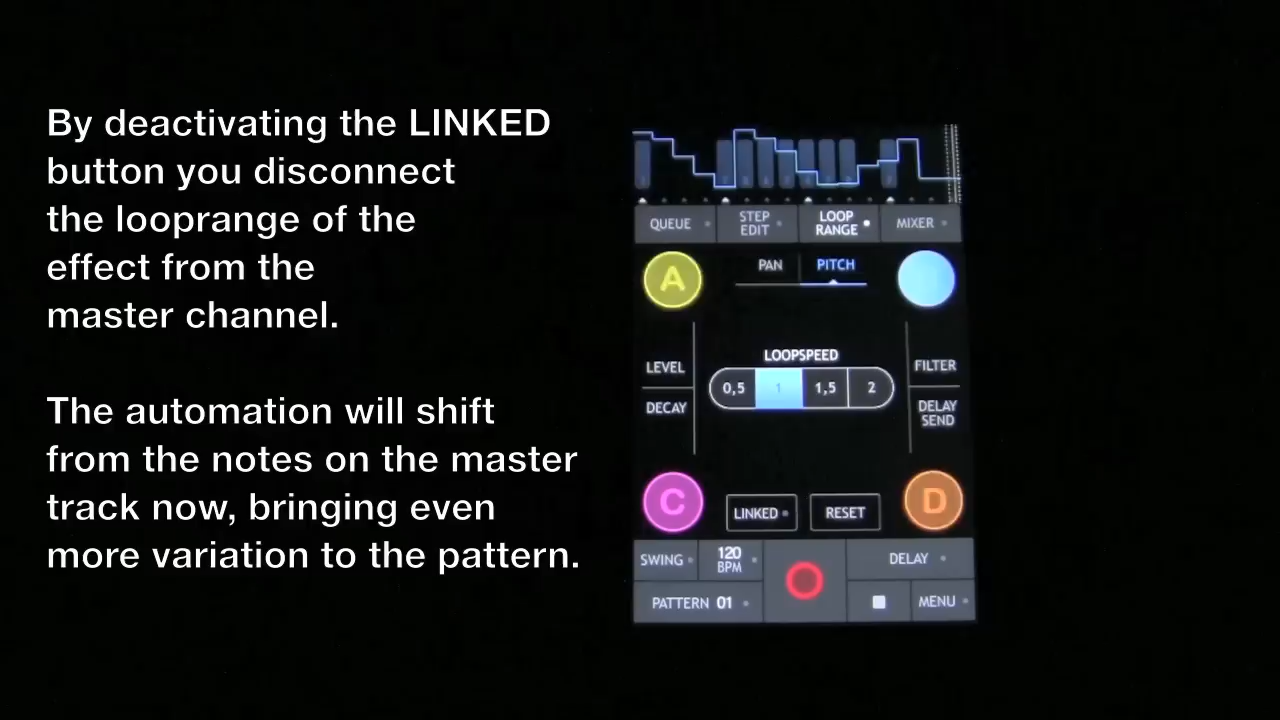 By deactivating the LINKED
button you disconnect
the looprange of the
effect from the
master channel.
The automation will shift
from the notes on the master
track now, bringing even
more variation to the pattern.
QUEUE
STEP
EDIT
LOOP
RANGE
MIXER
A
PAN
PITCH
LEVEL
DECAY
LOOPSPEED
0,5
1
1,5
2
FILTER
DELAY
SEND
C
LINKED
RESET
D
SWING
120
BPM
DELAY
PATTERN 01
MENU